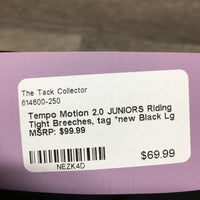 The Tack Collector
614600-250
Tempo Motion 2.0 JUNIORS Riding
Tight Breeches, tag *new Black Lg
MSRP: $99.99
$69.99
NEZK4D